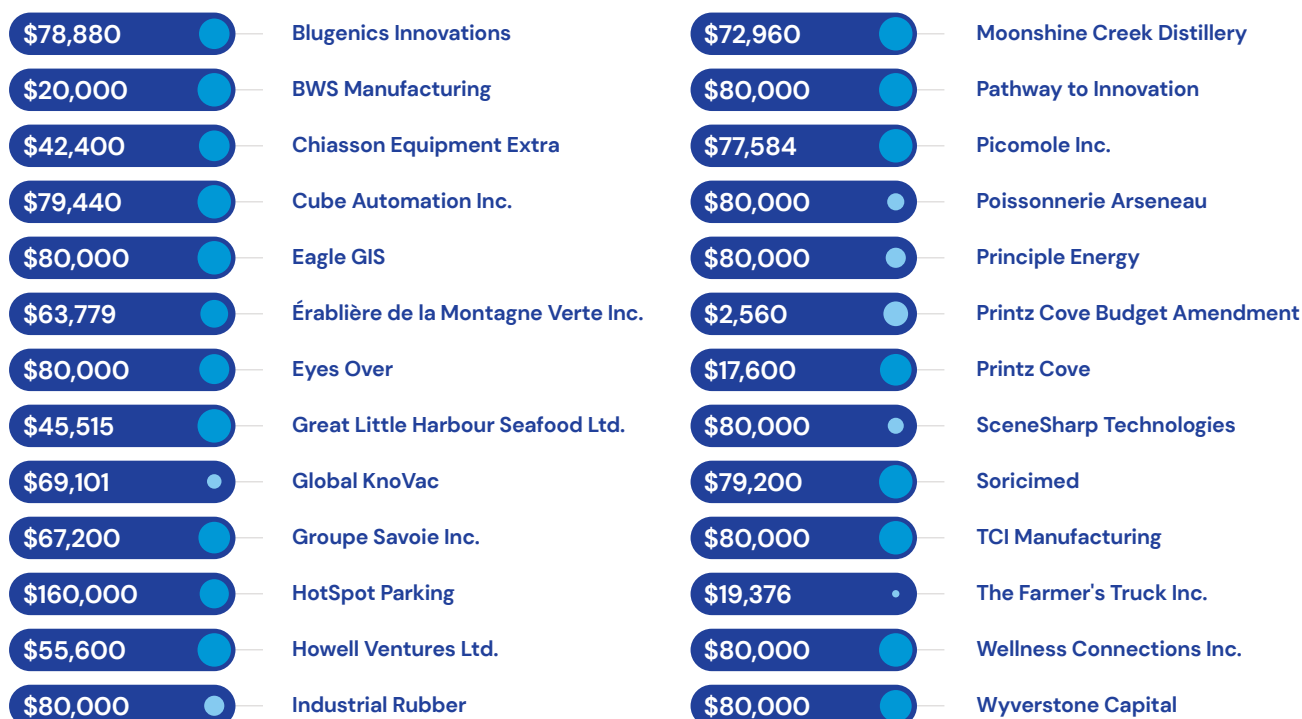 $78,880 Blugenics Innovations
$20,000 BWS Manufacturing
$42,400 Chiasson Equipment Extra
$79,440 Cube Automation Inc.
$80,000 Eagle GIS
$63,779 Érablière de la Montagne Verte Inc.
$80,000 Eyes Over
$45,515 Great Little Harbour Seafood Ltd.
$69,101 Global KnoVac
$67,200 Groupe Savoie Inc.
$160,000 HotSpot Parking
$55,600 Howell Ventures Ltd.
$80,000 Industrial Rubber
$72,960 Moonshine Creek Distillery
$80,000 Pathway to Innovation
$77,584 Picomole Inc.
$80,000 Poissonnerie Arseneau
$80,000 Principle Energy
$2,560 Printz Cove Budget Amendment
$17,600 Printz Cove
$80,000 SceneSharp Technologies
$79,200 Soricimed
$80,000 TCI Manufacturing
$19,376 The Farmer's Truck Inc.
$80,000 Wellness Connections Inc.
$80,000 Wyverstone Capital